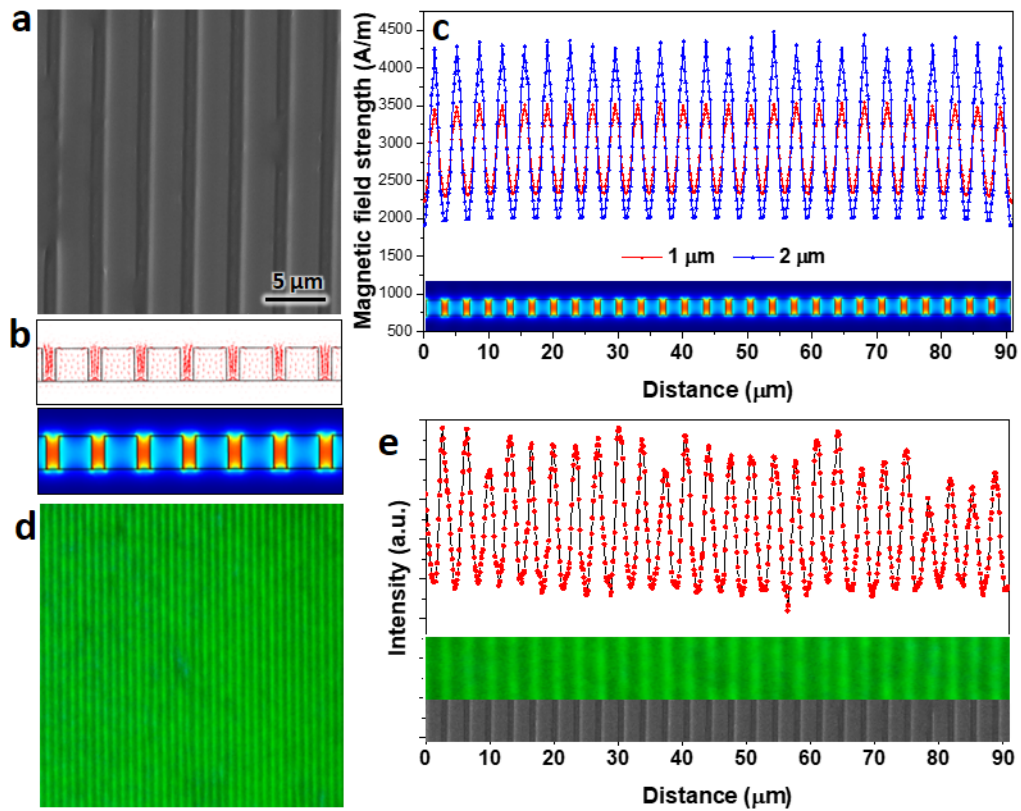 a
5 μm
b
d
c
Magnetic field strength (A/m)
4500
4000
3500
3000
2500
2000
1500
1000
500
1 μm
2 μm
0 10 20 30 40 50 60 70 80 90
Distance (μm)
e
Intensity (a.u.)
0 10 20 30 40 50 60 70 80 90
Distance (μm)